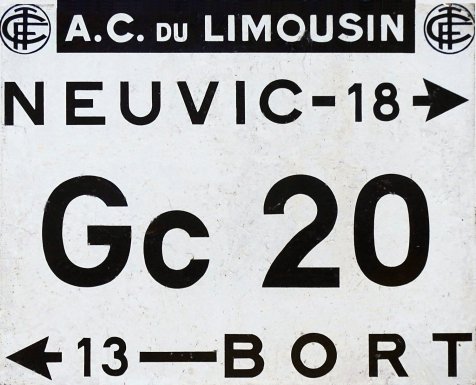 A.C. DU LIMOUSIN
NEUVIC-18→
Gc 20
←13—BORT